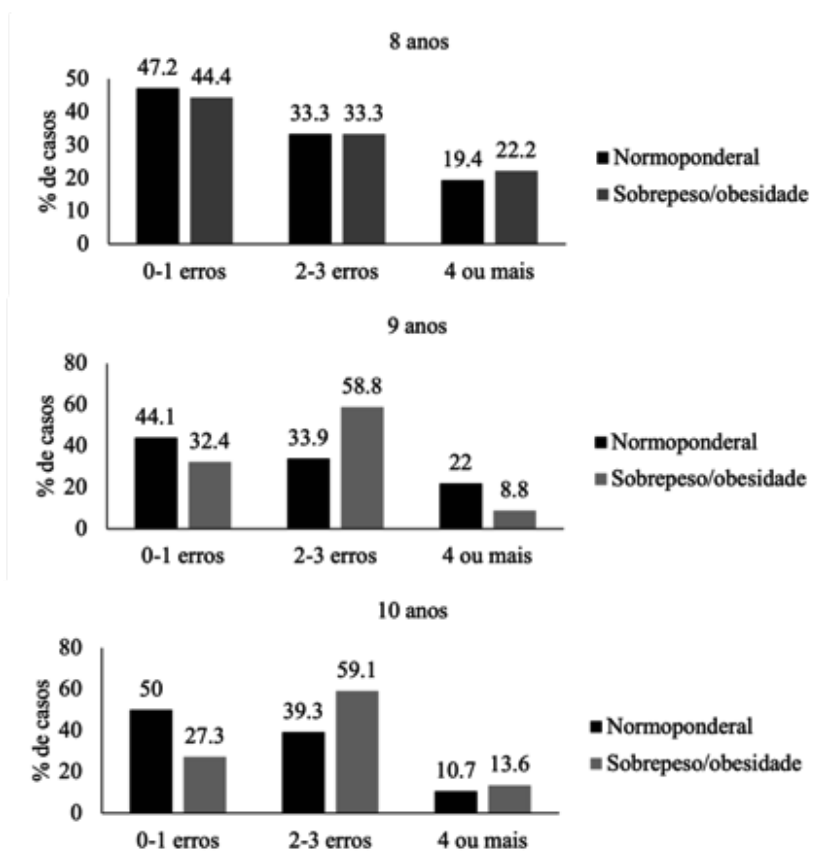 8 anos
% de casos
50
40
30
20
10
0
47.2
44.4
33.3
33.3
19.4
22.2
0-1 erros
2-3 erros
4 ou mais
Normoponderal
Sobrepeso/obesidade
9 anos
% de casos
80
60
40
20
0
44.1
32.4
33.9
58.8
22
8.8
0-1 erros
2-3 erros
4 ou mais
Normoponderal
Sobrepeso/obesidade
10 anos
% de casos
80
60
40
20
0
50
27.3
39.3
59.1
10.7
13.6
0-1 erros
2-3 erros
4 ou mais
Normoponderal
Sobrepeso/obesidade